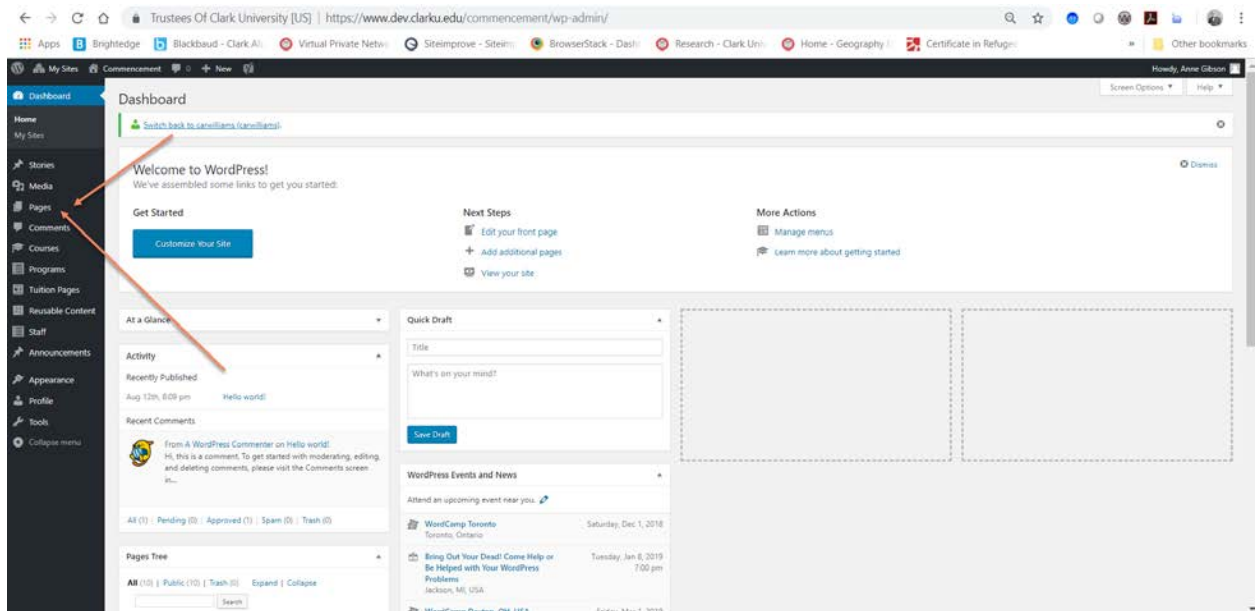 Trustees Of Clark University [US] | https://www.dev.clarku.edu/commencement/wp-admin/
Apps Brightedge Blackbaud - Clark Al Virtual Private Netw Siteimprove - Siteim BrowserStack - Dash Research - Clark Uni Home - Geography Certificate in Refuge » Other bookmarks
My Sites Commencement 0 + New Howdy, Anne Gibson
Dashboard
Home
My Sites
Stories
Media
Pages
Comments
Courses
Programs
Tuition Pages
Reusable Content
Staff
Announcements
Appearance
Profile
Tools
Collapse menu
Dashboard
Screen Options ▼ Help ▼
Switch back to carwilliams (carwilliams).
Welcome to WordPress!
Dismiss
We've assembled some links to get you started:
Get Started
Customize Your Site
Next Steps
Edit your front page
Add additional pages
View your site
More Actions
Manage menus
Learn more about getting started
At a Glance
Activity
Recently Published
Aug 12th, 8:09 pm Hello world!
Recent Comments
From A WordPress Commenter on Hello world!
Hi, this is a comment. To get started with moderating, editing,
and deleting comments, please visit the Comments screen
in…
All (1) | Pending (0) | Approved (1) | Spam (0) | Trash (0)
Pages Tree
All (10) | Public (10) | Trash (0) Expand | Collapse
Search
Quick Draft
Title
What's on your mind?
Save Draft
WordPress Events and News
Attend an upcoming event near you.
WordCamp Toronto Saturday, Dec 1, 2018
Toronto, Ontario
Bring Out Your Dead! Come Help or Tuesday, Jan 8, 2019
Be Helped with Your WordPress 7:00 pm
Problems
Jackson, MI, USA